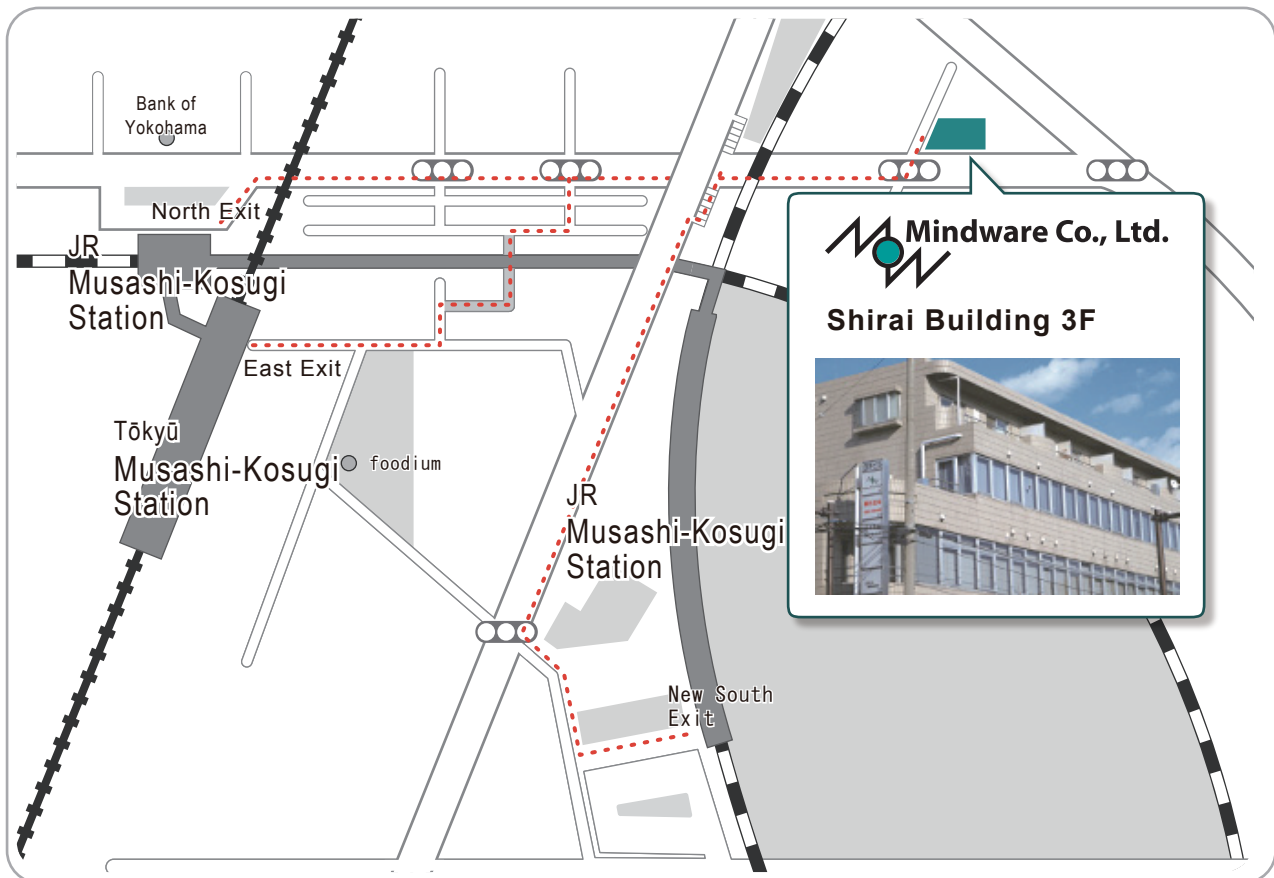 Bank of
Yokohama
North Exit
JR
Musashi-Kosugi
Station
East Exit
Tōkyū
Musashi-Kosugi
Station
foodium
JR
Musashi-Kosugi
Station
New South
Exit
Mindware Co., Ltd.
Shirai Building 3F